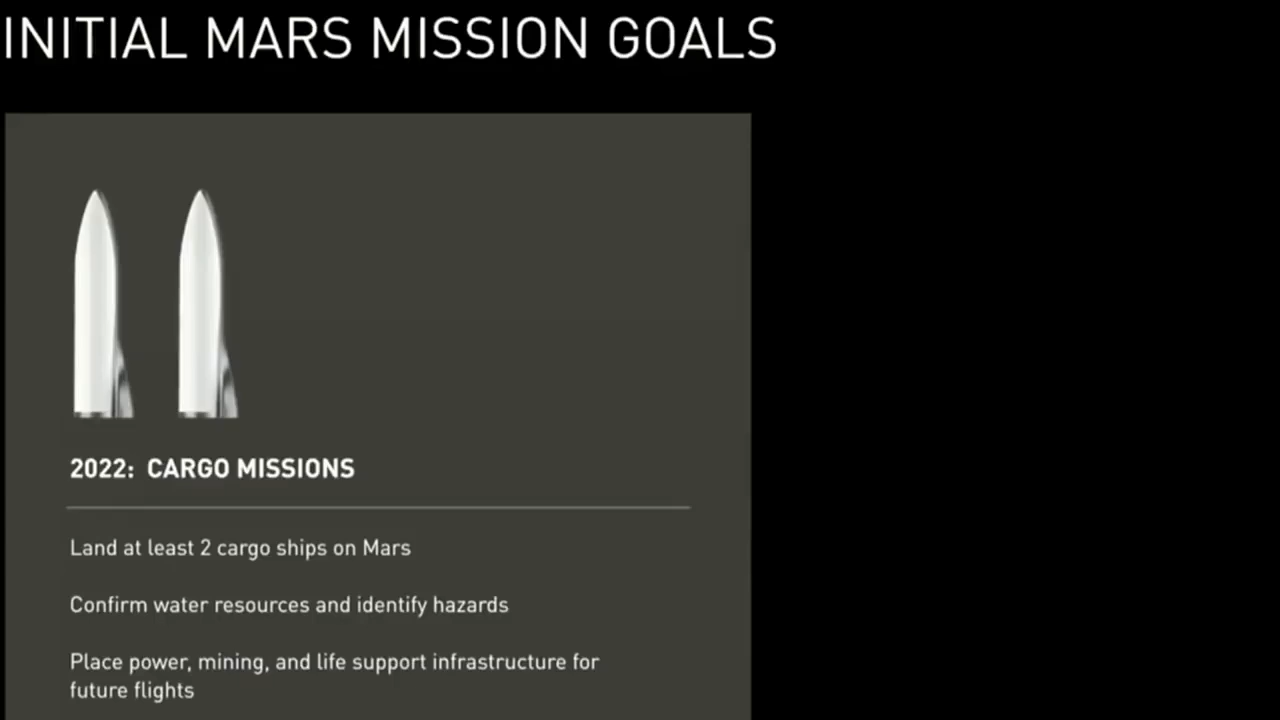 INITIAL MARS MISSION GOALS
2022: CARGO MISSIONS
Land at least 2 cargo ships on Mars
Confirm water resources and identify hazards
Place power, mining, and life support infrastructure for
future flights